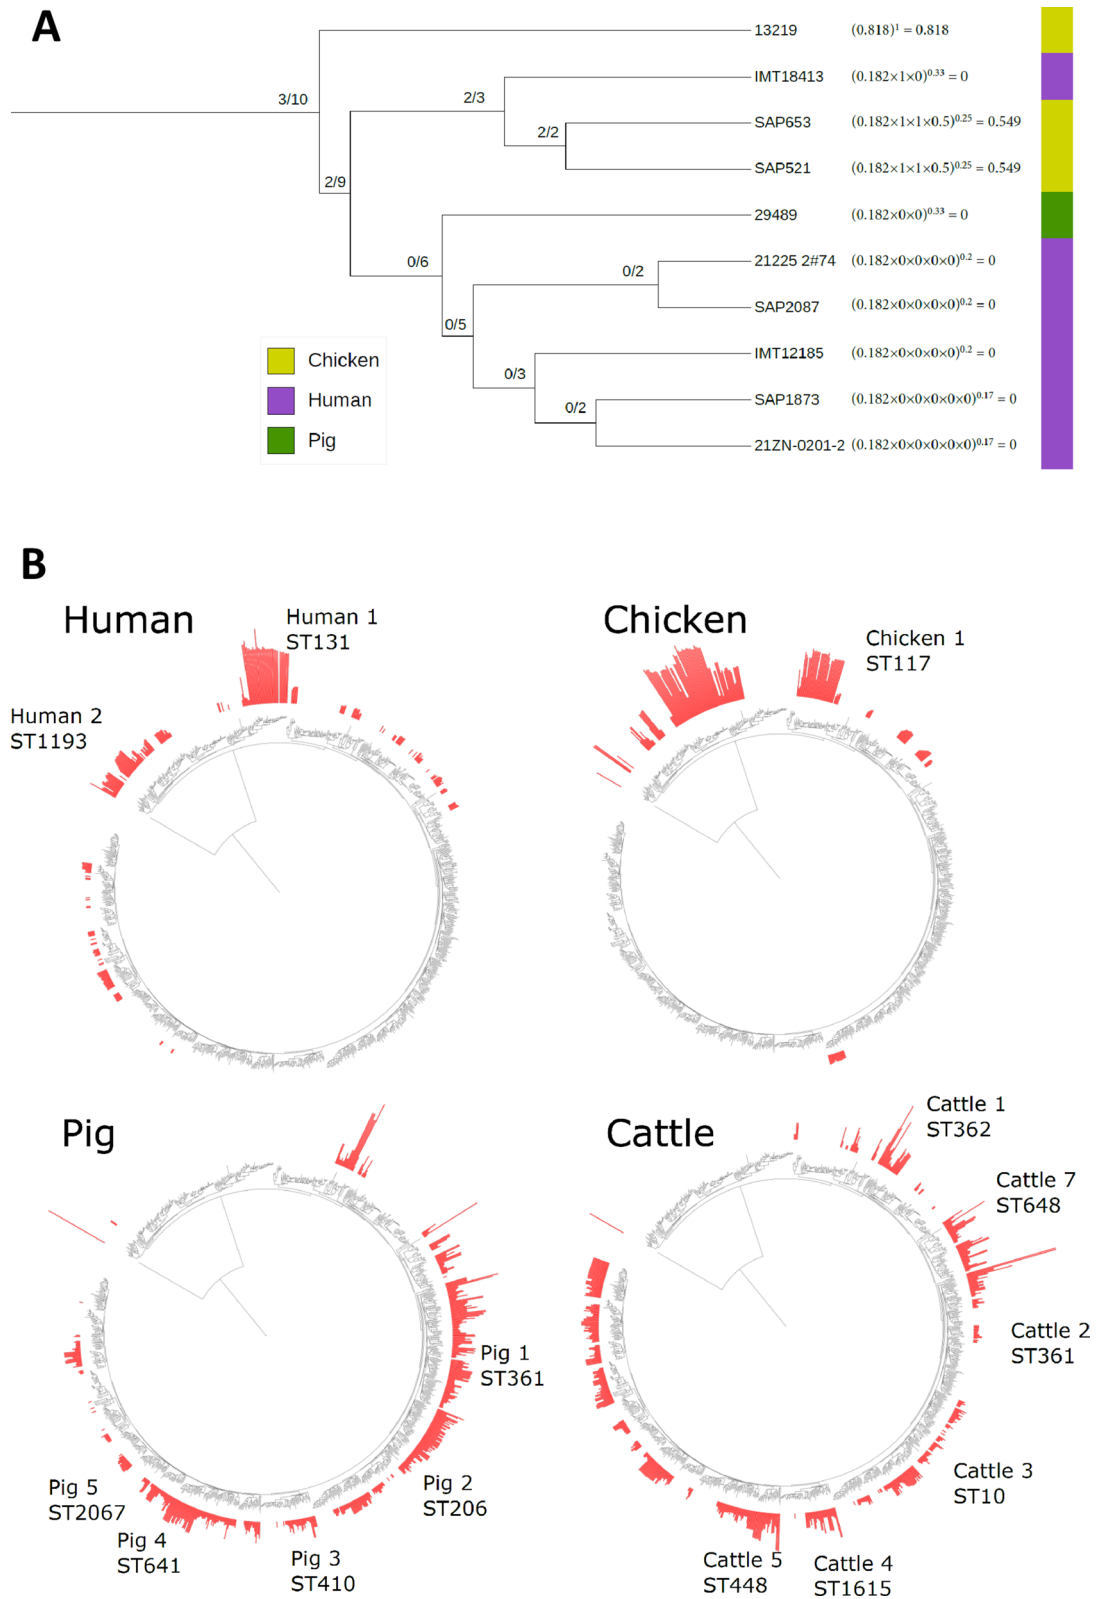 A
3/10
2/9
2/3
2/2
0/6
0/5
0/2
0/3
0/2
13219 (0.818)¹ = 0.818
IMT18413 (0.182×1×0)⁰·³³ = 0
SAP653 (0.182×1×1×0.5)⁰·²⁵ = 0.549
SAP521 (0.182×1×1×0.5)⁰·²⁵ = 0.549
29489 (0.182×0×0)⁰·³³ = 0
21225 2#74 (0.182×0×0×0×0)⁰·² = 0
SAP2087 (0.182×0×0×0×0)⁰·² = 0
IMT12185 (0.182×0×0×0×0)⁰·² = 0
SAP1873 (0.182×0×0×0×0×0)⁰·¹⁷ = 0
21ZN-0201-2 (0.182×0×0×0×0×0)⁰·¹⁷ = 0
Chicken
Human
Pig
B
Human
Human 1
ST131
Human 2
ST1193
Chicken
Chicken 1
ST117
Pig
Pig 1
ST361
Pig 2
ST206
Pig 3
ST410
Pig 4
ST641
Pig 5
ST2067
Cattle
Cattle 1
ST362
Cattle 7
ST648
Cattle 2
ST361
Cattle 3
ST10
Cattle 4
ST1615
Cattle 5
ST448